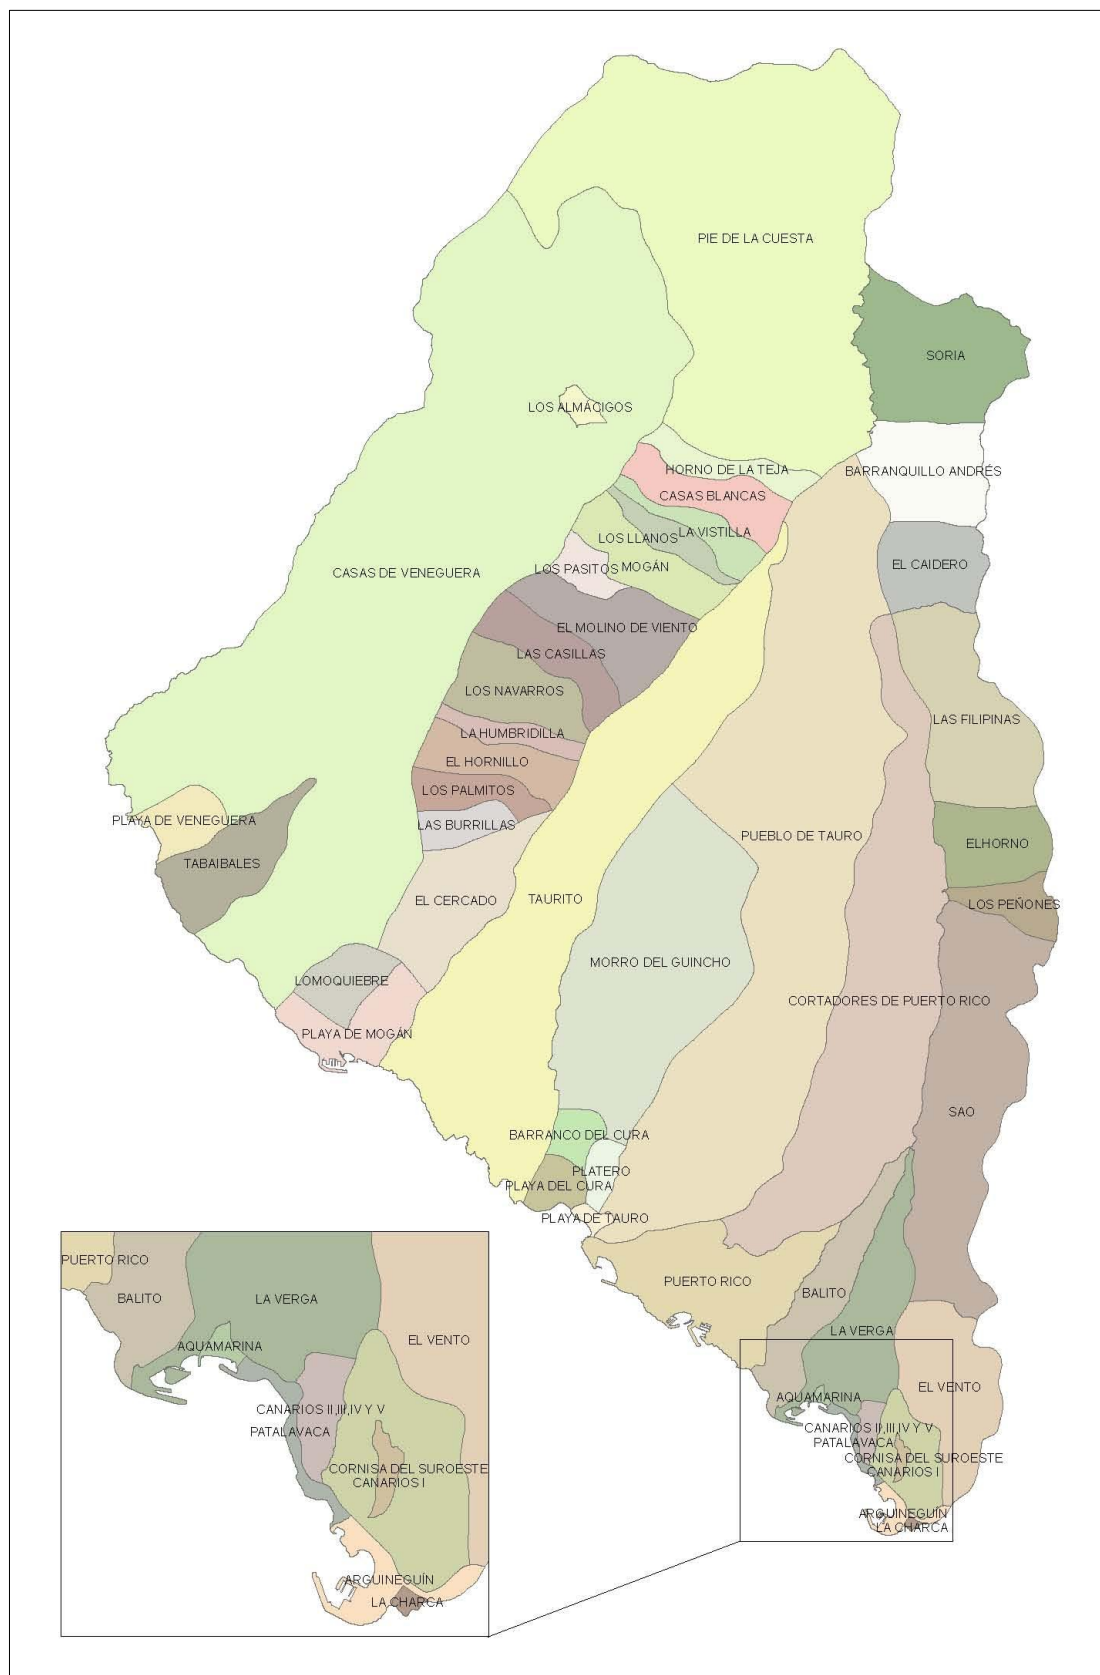 PIE DE LA CUESTA
SORIA
LOS ALMÁCIGOS
HORNO DE LA TEJA
BARRANQUILLO ANDRÉS
CASAS BLANCAS
LA VISTILLA
LOS LLANOS
EL CAIDERO
LOS PASITOS
MOGÁN
CASAS DE VENEGUERA
EL MOLINO DE VIENTO
LAS CASILLAS
LOS NAVARROS
LAS FILIPINAS
LA HUMBRIDILLA
EL HORNILLO
LOS PALMITOS
PLAYA DE VENEGUERA
LAS BURRILLAS
PUEBLO DE TAURO
ELHORNO
TABAIBALES
EL CERCADO
TAURITO
LOS PEÑONES
MORRO DEL GUINCHO
LOMOQUIEBRE
CORTADORES DE PUERTO RICO
PLAYA DE MOGÁN
SAO
BARRANCO DEL CURA
PLATERO
PLAYA DEL CURA
PLAYA DE TAURO
PUERTO RICO
BALITO
LA VERGA
EL VENTO
AQUAMARINA
CANARIOS II,III,IV Y V
PATALAVACA
CORNISA DEL SUROESTE
CANARIOS I
ARGUINEGUÍN
LA CHARCA
PUERTO RICO
BALITO
LA VERGA
EL VENTO
AQUAMARINA
CANARIOS II,III,IV Y V
PATALAVACA
CORNISA DEL SUROESTE
CANARIOS I
ARGUINEGUÍN
LA CHARCA